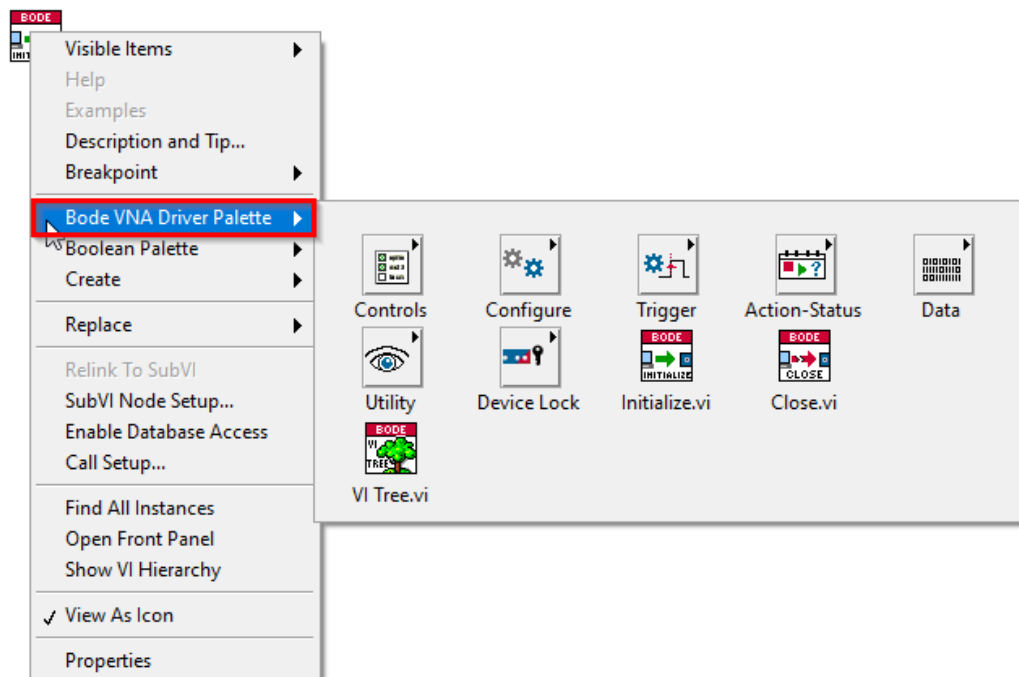 BODE
Visible Items
Help
Examples
Description and Tip...
Breakpoint
Bode VNA Driver Palette
Boolean Palette
Create
Replace
Relink To SubVI
SubVI Node Setup...
Enable Database Access
Call Setup...
Find All Instances
Open Front Panel
Show VI Hierarchy
View As Icon
Properties
Controls
Configure
Trigger
Action-Status
Data
BODE
INITIALIZE
BODE
CLOSE
Utility
Device Lock
Initialize.vi
Close.vi
BODE
VI
TREE
VI Tree.vi